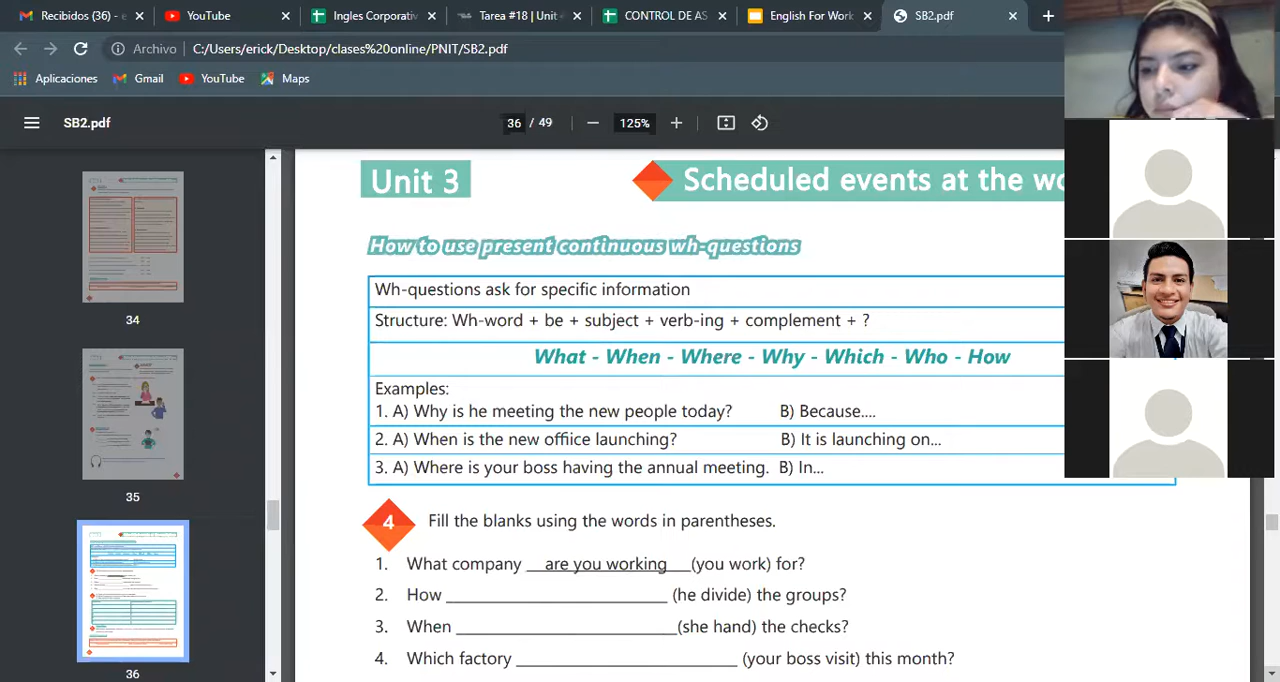 Recibidos (36) - e
YouTube
Ingles Corporativ
Tarea #18 | Unit
CONTROL DE AS
English For Work
SB2.pdf
Archivo
C:/Users/erick/Desktop/clases%20online/PNIT/SB2.pdf
Aplicaciones
Gmail
YouTube
Maps
SB2.pdf
36 / 49
125%
34
35
36
Unit 3
Scheduled events at the wo
How to use present continuous wh-questions
Wh-questions ask for specific information
Structure: Wh-word + be + subject + verb-ing + complement + ?
What - When - Where - Why - Which - Who - How
Examples:
1. A) Why is he meeting the new people today? B) Because....
2. A) When is the new office launching? B) It is launching on...
3. A) Where is your boss having the annual meeting. B) In...
4 Fill the blanks using the words in parentheses.
1. What company __are you working___(you work) for?
2. How ________________________ (he divide) the groups?
3. When ________________________(she hand) the checks?
4. Which factory ________________________ (your boss visit) this month?